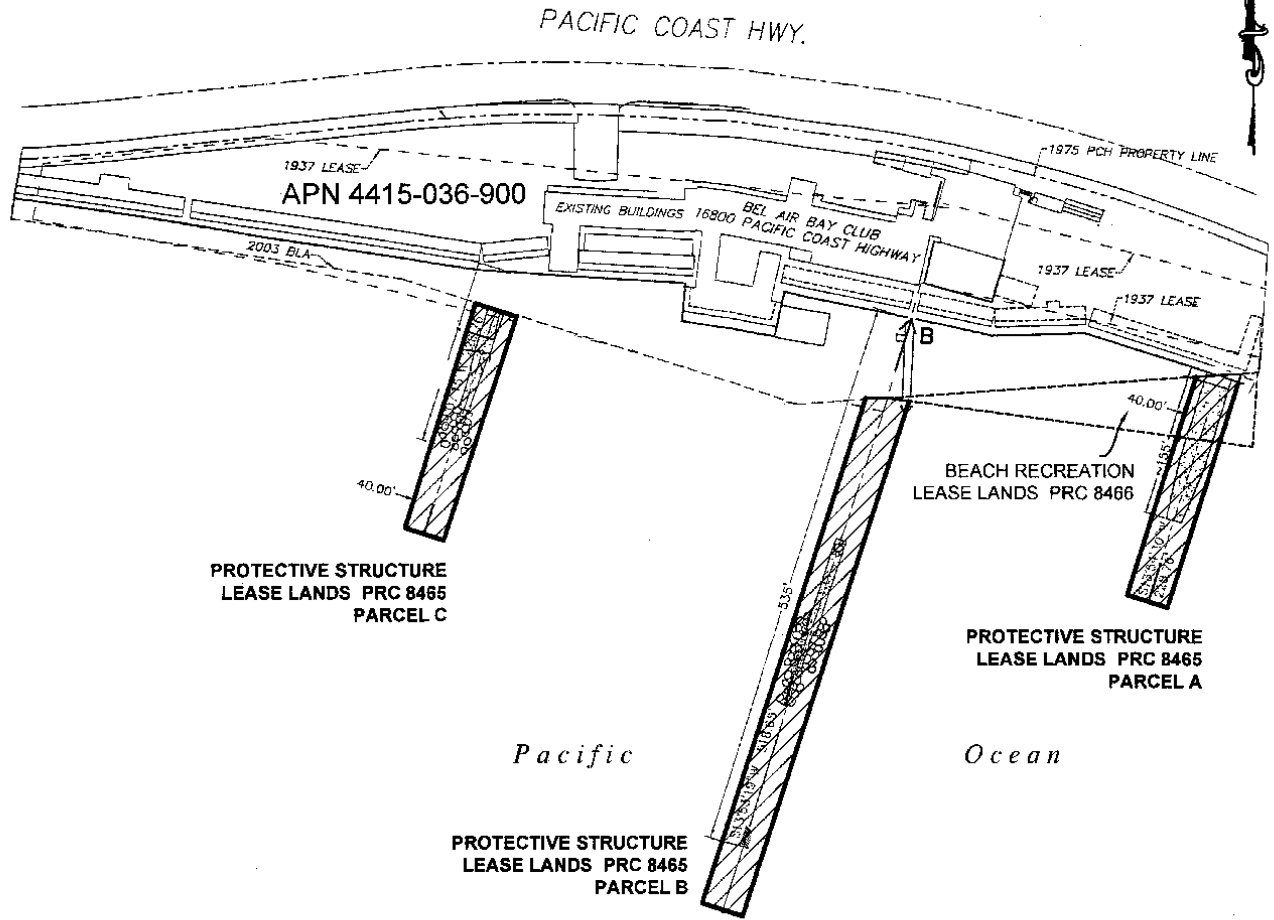 PACIFIC COAST HWY.
1975 PCH PROPERTY LINE
1937 LEASE
APN 4415-036-900
EXISTING BUILDINGS 16800
BEL AIR BAY CLUB
PACIFIC COAST HIGHWAY
2003 BLA
1937 LEASE
1937 LEASE
B
40.00'
BEACH RECREATION
LEASE LANDS PRC 8466
40.00'
~155'
535'
PROTECTIVE STRUCTURE
LEASE LANDS PRC 8465
PARCEL C
PROTECTIVE STRUCTURE
LEASE LANDS PRC 8465
PARCEL A
Pacific
Ocean
PROTECTIVE STRUCTURE
LEASE LANDS PRC 8465
PARCEL B